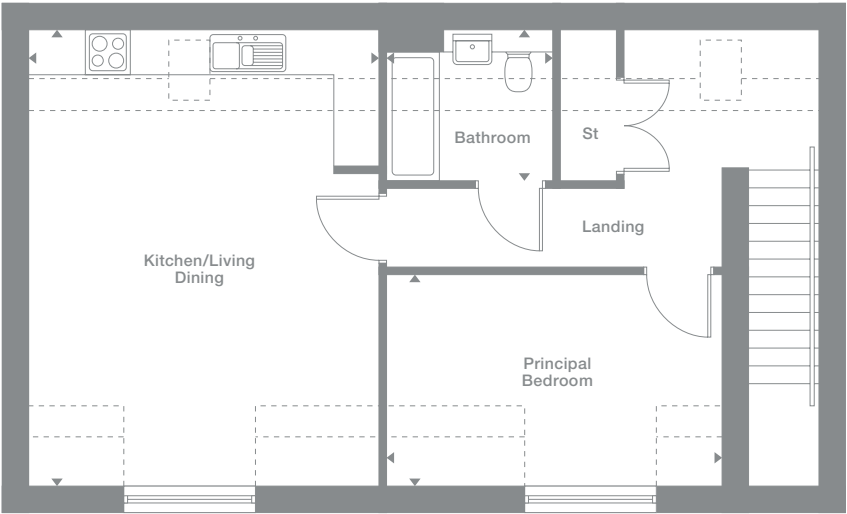 Bathroom
St
Landing
Kitchen/Living
Dining
Principal
Bedroom